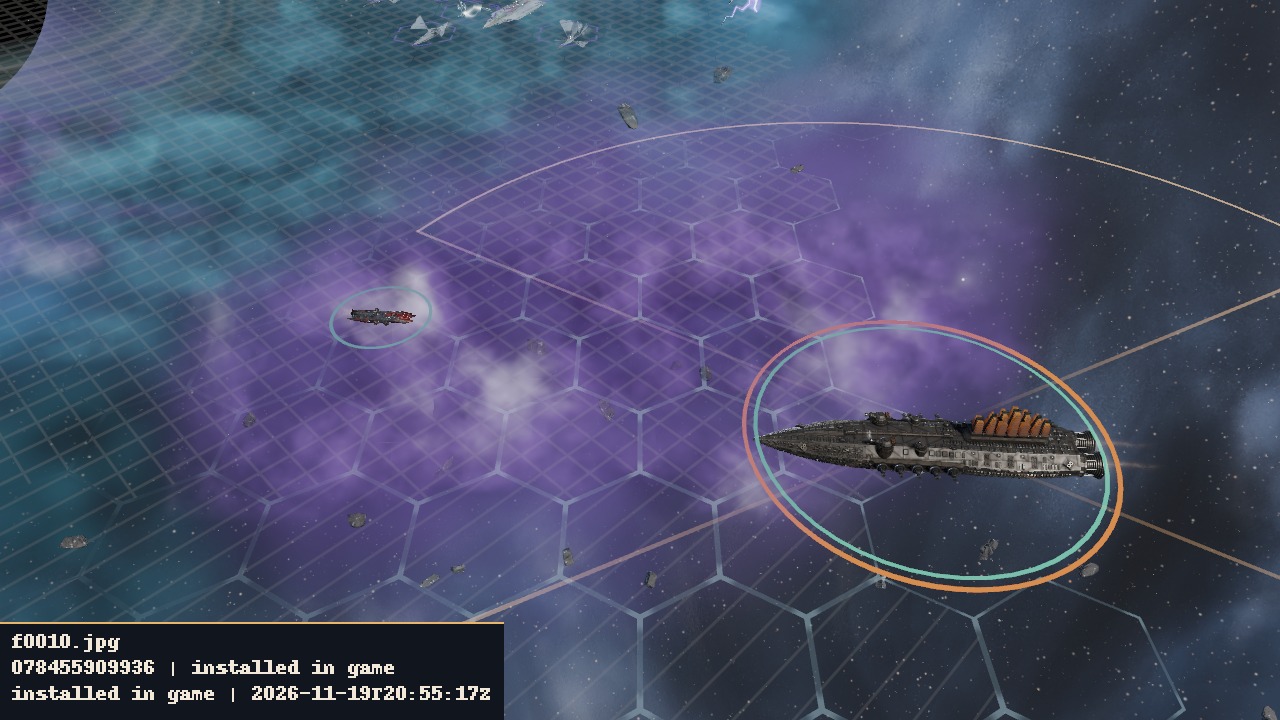 f0010.jpg
078455909936 | installed in game
installed in game | 2026-11-19T20:55:17Z